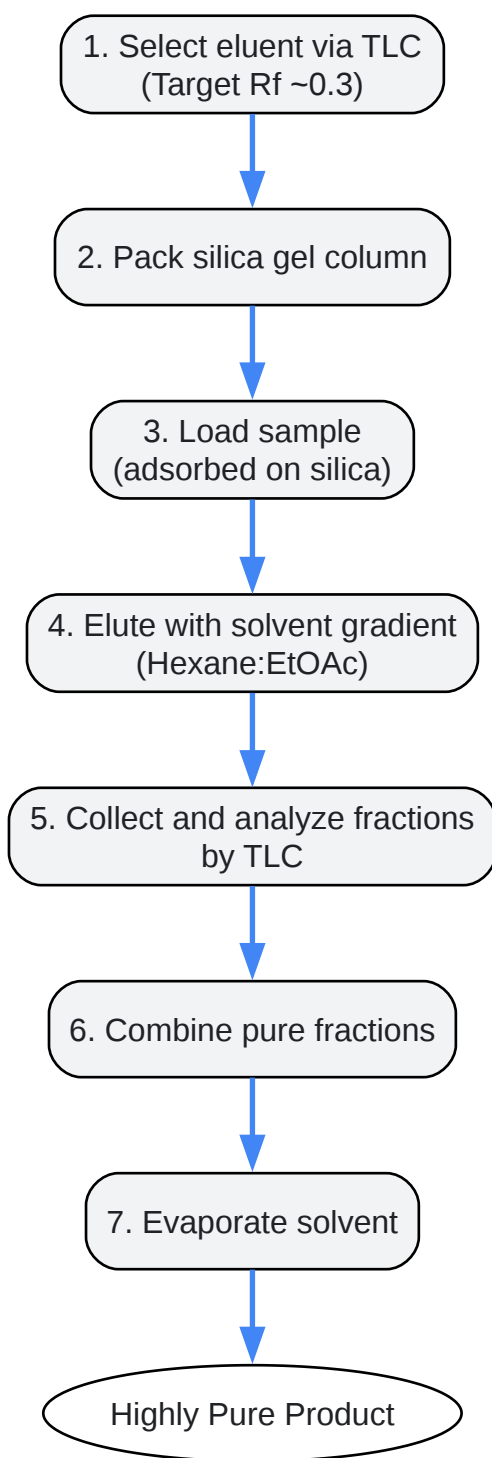 1. Select eluent via TLC
(Target Rf ~0.3)
2. Pack silica gel column
3. Load sample
(adsorbed on silica)
4. Elute with solvent gradient
(Hexane:EtOAc)
5. Collect and analyze fractions
by TLC
6. Combine pure fractions
7. Evaporate solvent
Highly Pure Product